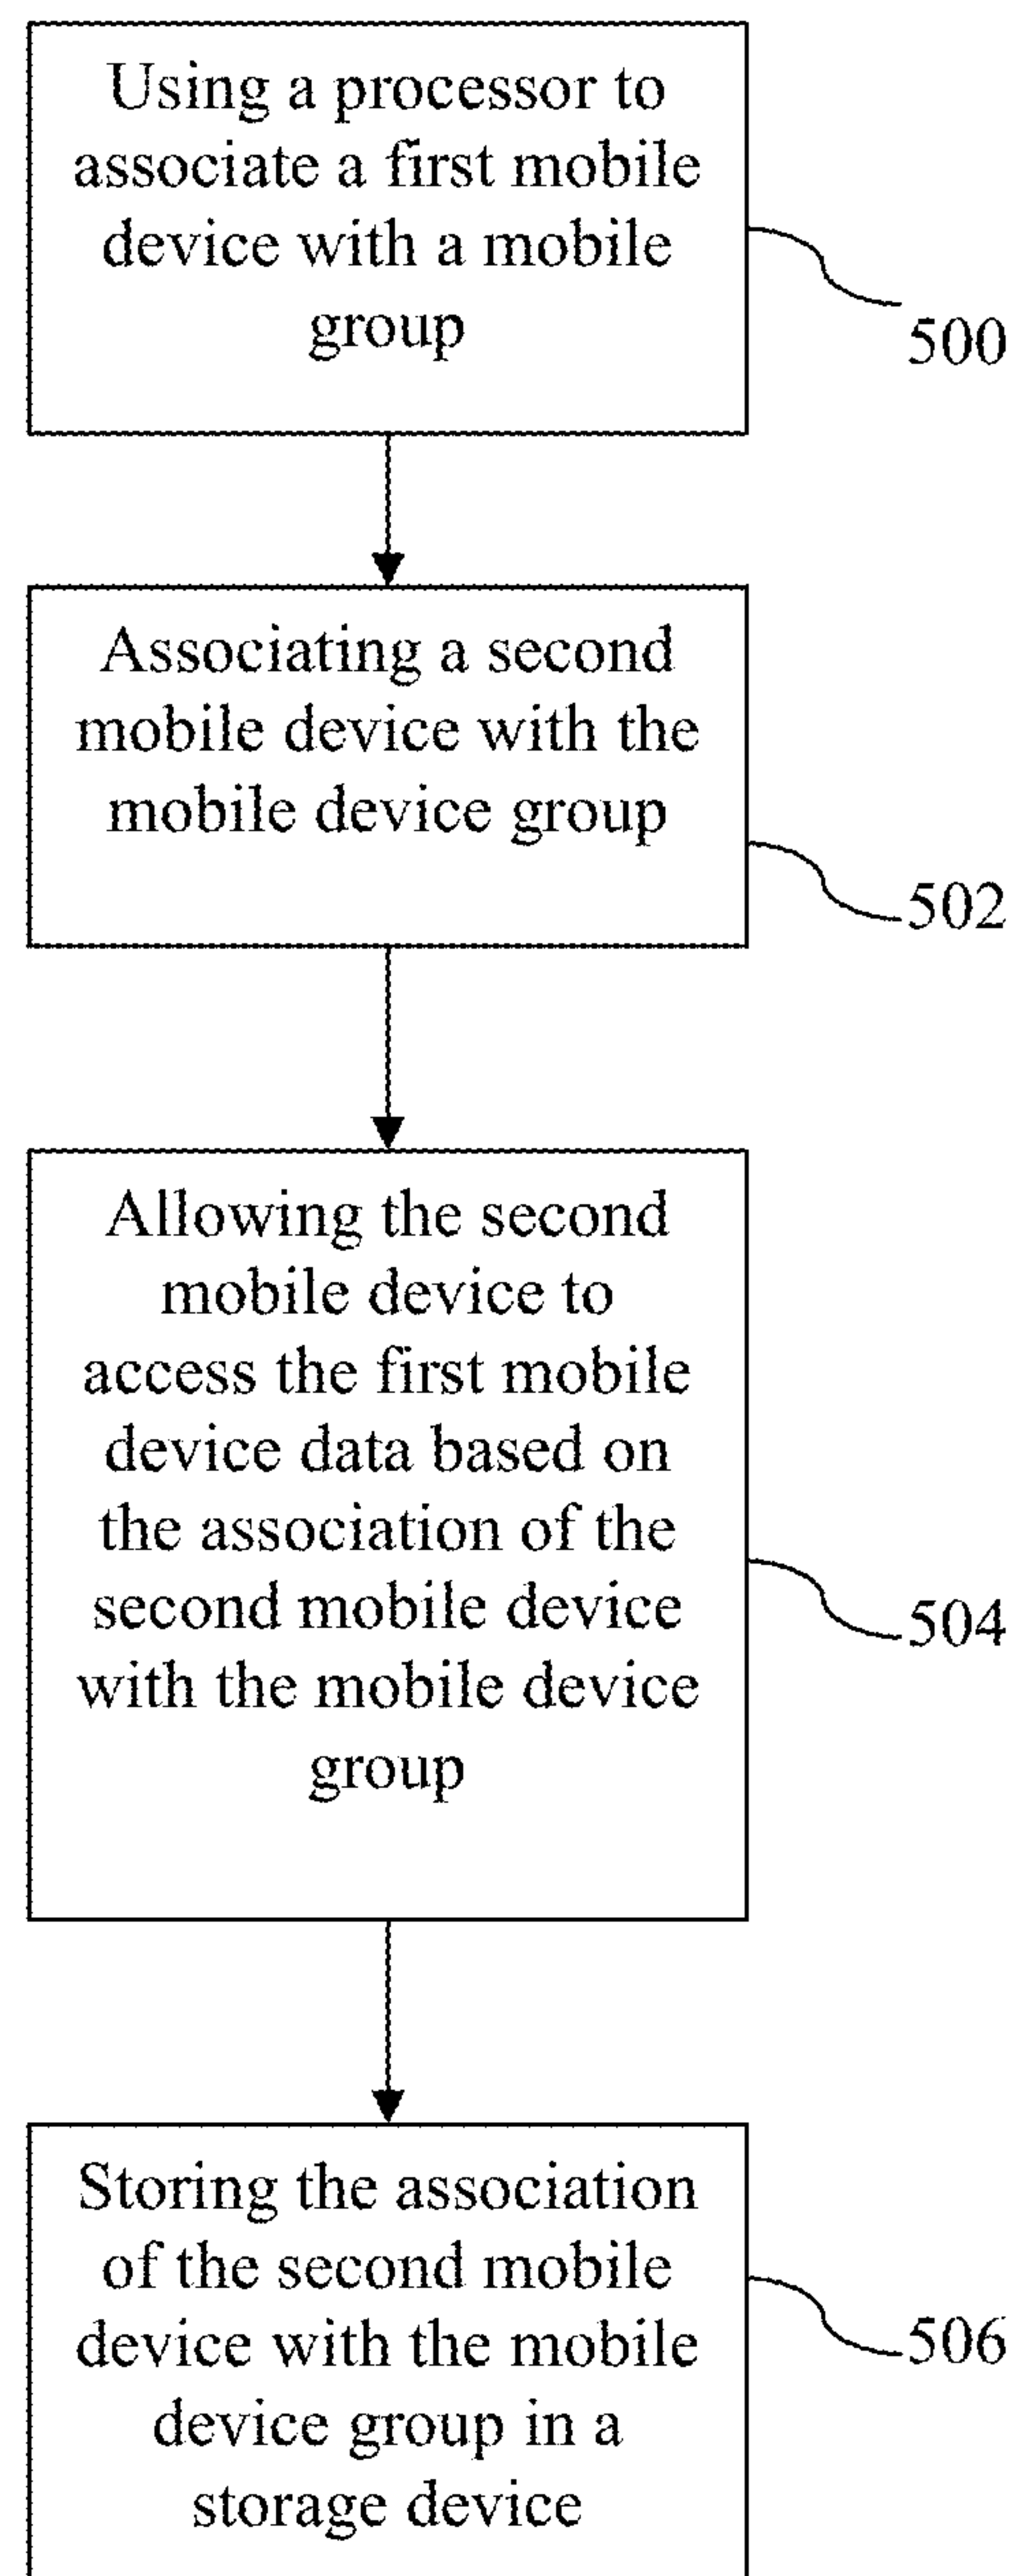 Using a processor to
associate a first mobile
device with a mobile
group
500
Associating a second
mobile device with the
mobile device group
502
Allowing the second
mobile device to
access the first mobile
device data based on
the association of the
second mobile device
with the mobile device
group
504
Storing the association
of the second mobile
device with the mobile
device group in a
storage device
506